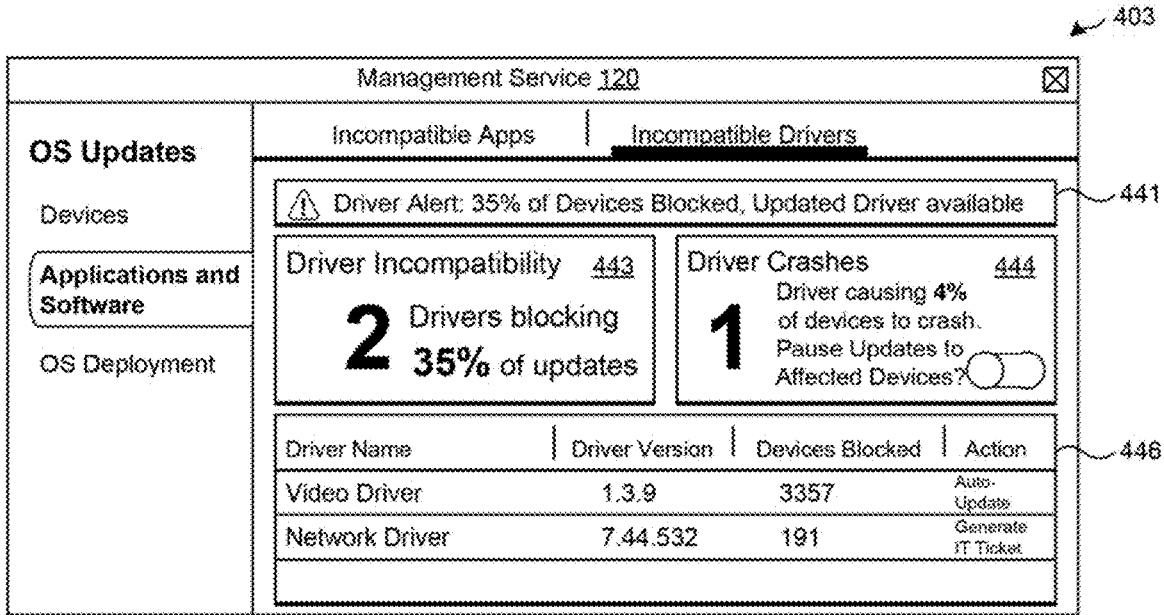 403
Management Service 120
OS Updates
Devices
Applications and
Software
OS Deployment
Incompatible Apps | Incompatible Drivers
Driver Alert: 35% of Devices Blocked, Updated Driver available
441
Driver Incompatibility 443
2 Drivers blocking
35% of updates
Driver Crashes 444
1
Driver causing 4%
of devices to crash.
Pause Updates to
Affected Devices?
446
Driver Name | Driver Version | Devices Blocked | Action
Video Driver 1.3.9 3357 Auto-
Update
Network Driver 7.44.532 191 Generate
IT Ticket